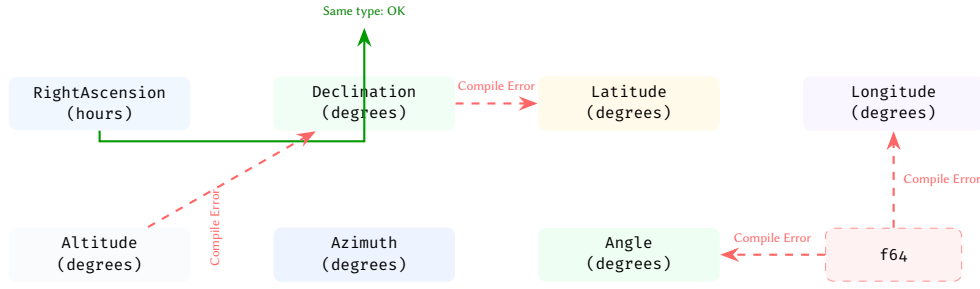 Same type: OK
RightAscension
(hours)
Declination
(degrees)
Compile Error
Latitude
(degrees)
Longitude
(degrees)
Compile Error
Compile Error
Altitude
(degrees)
Azimuth
(degrees)
Angle
(degrees)
Compile Error
f64